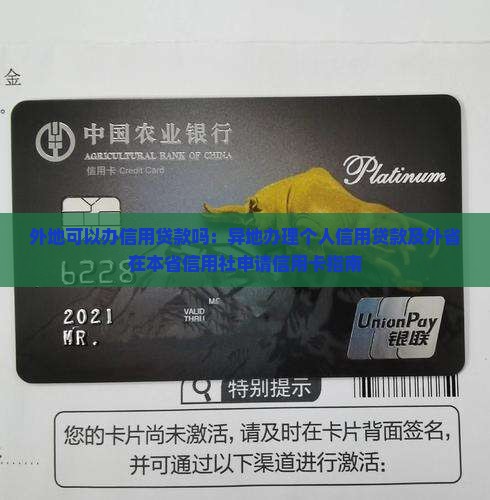 金
中国农业银行
AGRICULTURAL BANK OF CHINA
信用卡 Credit Card
Platinum
外地可以办信用贷款吗：异地办理个人信用贷款及外省
在本省信用社申请信用卡指南
6228
MONTH
2021
VALID
THRU
MR.
UnionPay
银联
特别提示
您的卡片尚未激活，请及时在卡片背面签名，
并可通过以下渠道进行激活：